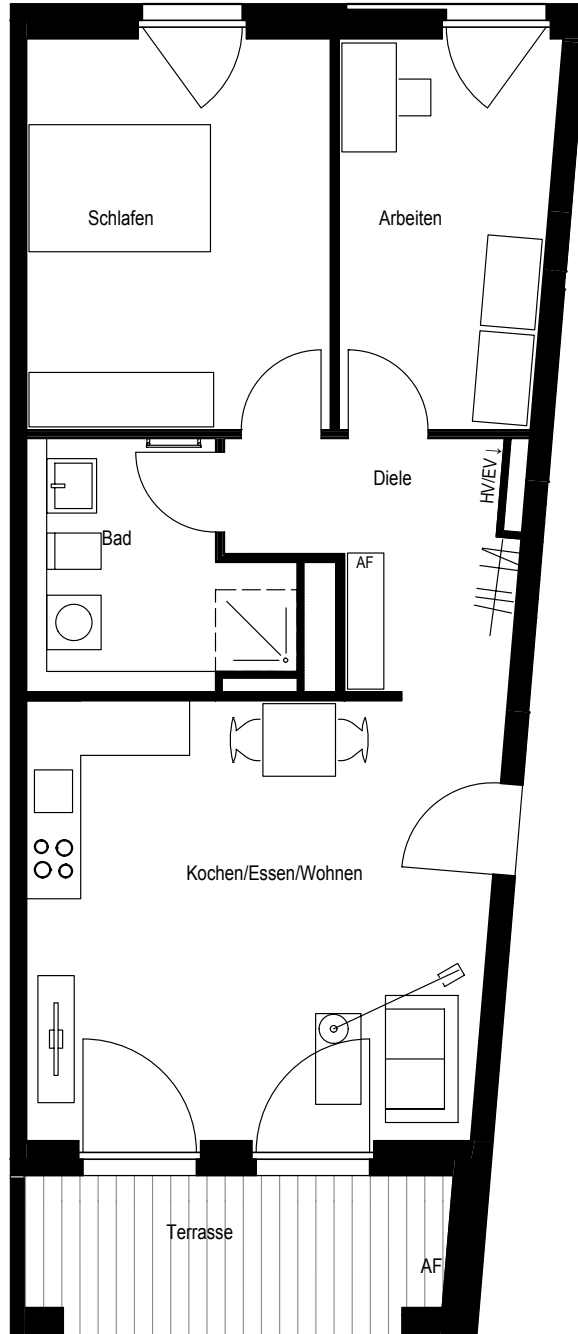 Schlafen
Arbeiten
Diele
HV/EV↓
Bad
AF
Kochen/Essen/Wohnen
Terrasse
AF